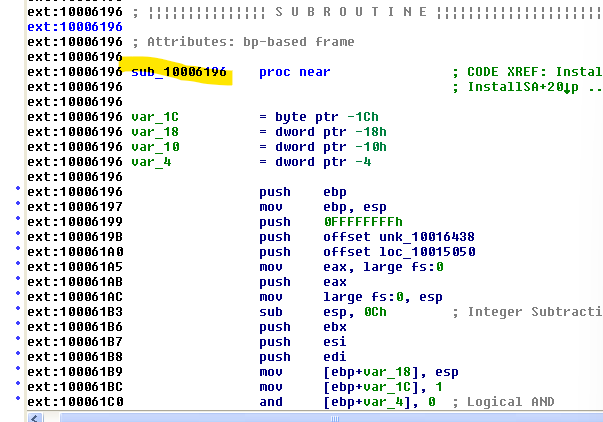 ext:10006196 ; ¦¦¦¦¦¦¦¦¦¦¦¦¦¦¦ S U B R O U T I N E ¦¦¦¦¦¦¦¦¦¦¦¦¦¦¦¦¦¦¦¦¦
ext:10006196
ext:10006196 ; Attributes: bp-based frame
ext:10006196
ext:10006196 sub_10006196 proc near ; CODE XREF: Instal
ext:10006196 ; InstallSA+20↓p ..
ext:10006196
ext:10006196 var_1C = byte ptr -1Ch
ext:10006196 var_18 = dword ptr -18h
ext:10006196 var_10 = dword ptr -10h
ext:10006196 var_4 = dword ptr -4
ext:10006196
ext:10006196 push ebp
ext:10006197 mov ebp, esp
ext:10006199 push 0FFFFFFFFh
ext:1000619B push offset unk_10016438
ext:100061A0 push offset loc_10015050
ext:100061A5 mov eax, large fs:0
ext:100061AB push eax
ext:100061AC mov large fs:0, esp
ext:100061B3 sub esp, 0Ch ; Integer Subtracti
ext:100061B6 push ebx
ext:100061B7 push esi
ext:100061B8 push edi
ext:100061B9 mov [ebp+var_18], esp
ext:100061BC mov [ebp+var_1C], 1
ext:100061C0 and [ebp+var_4], 0 ; Logical AND